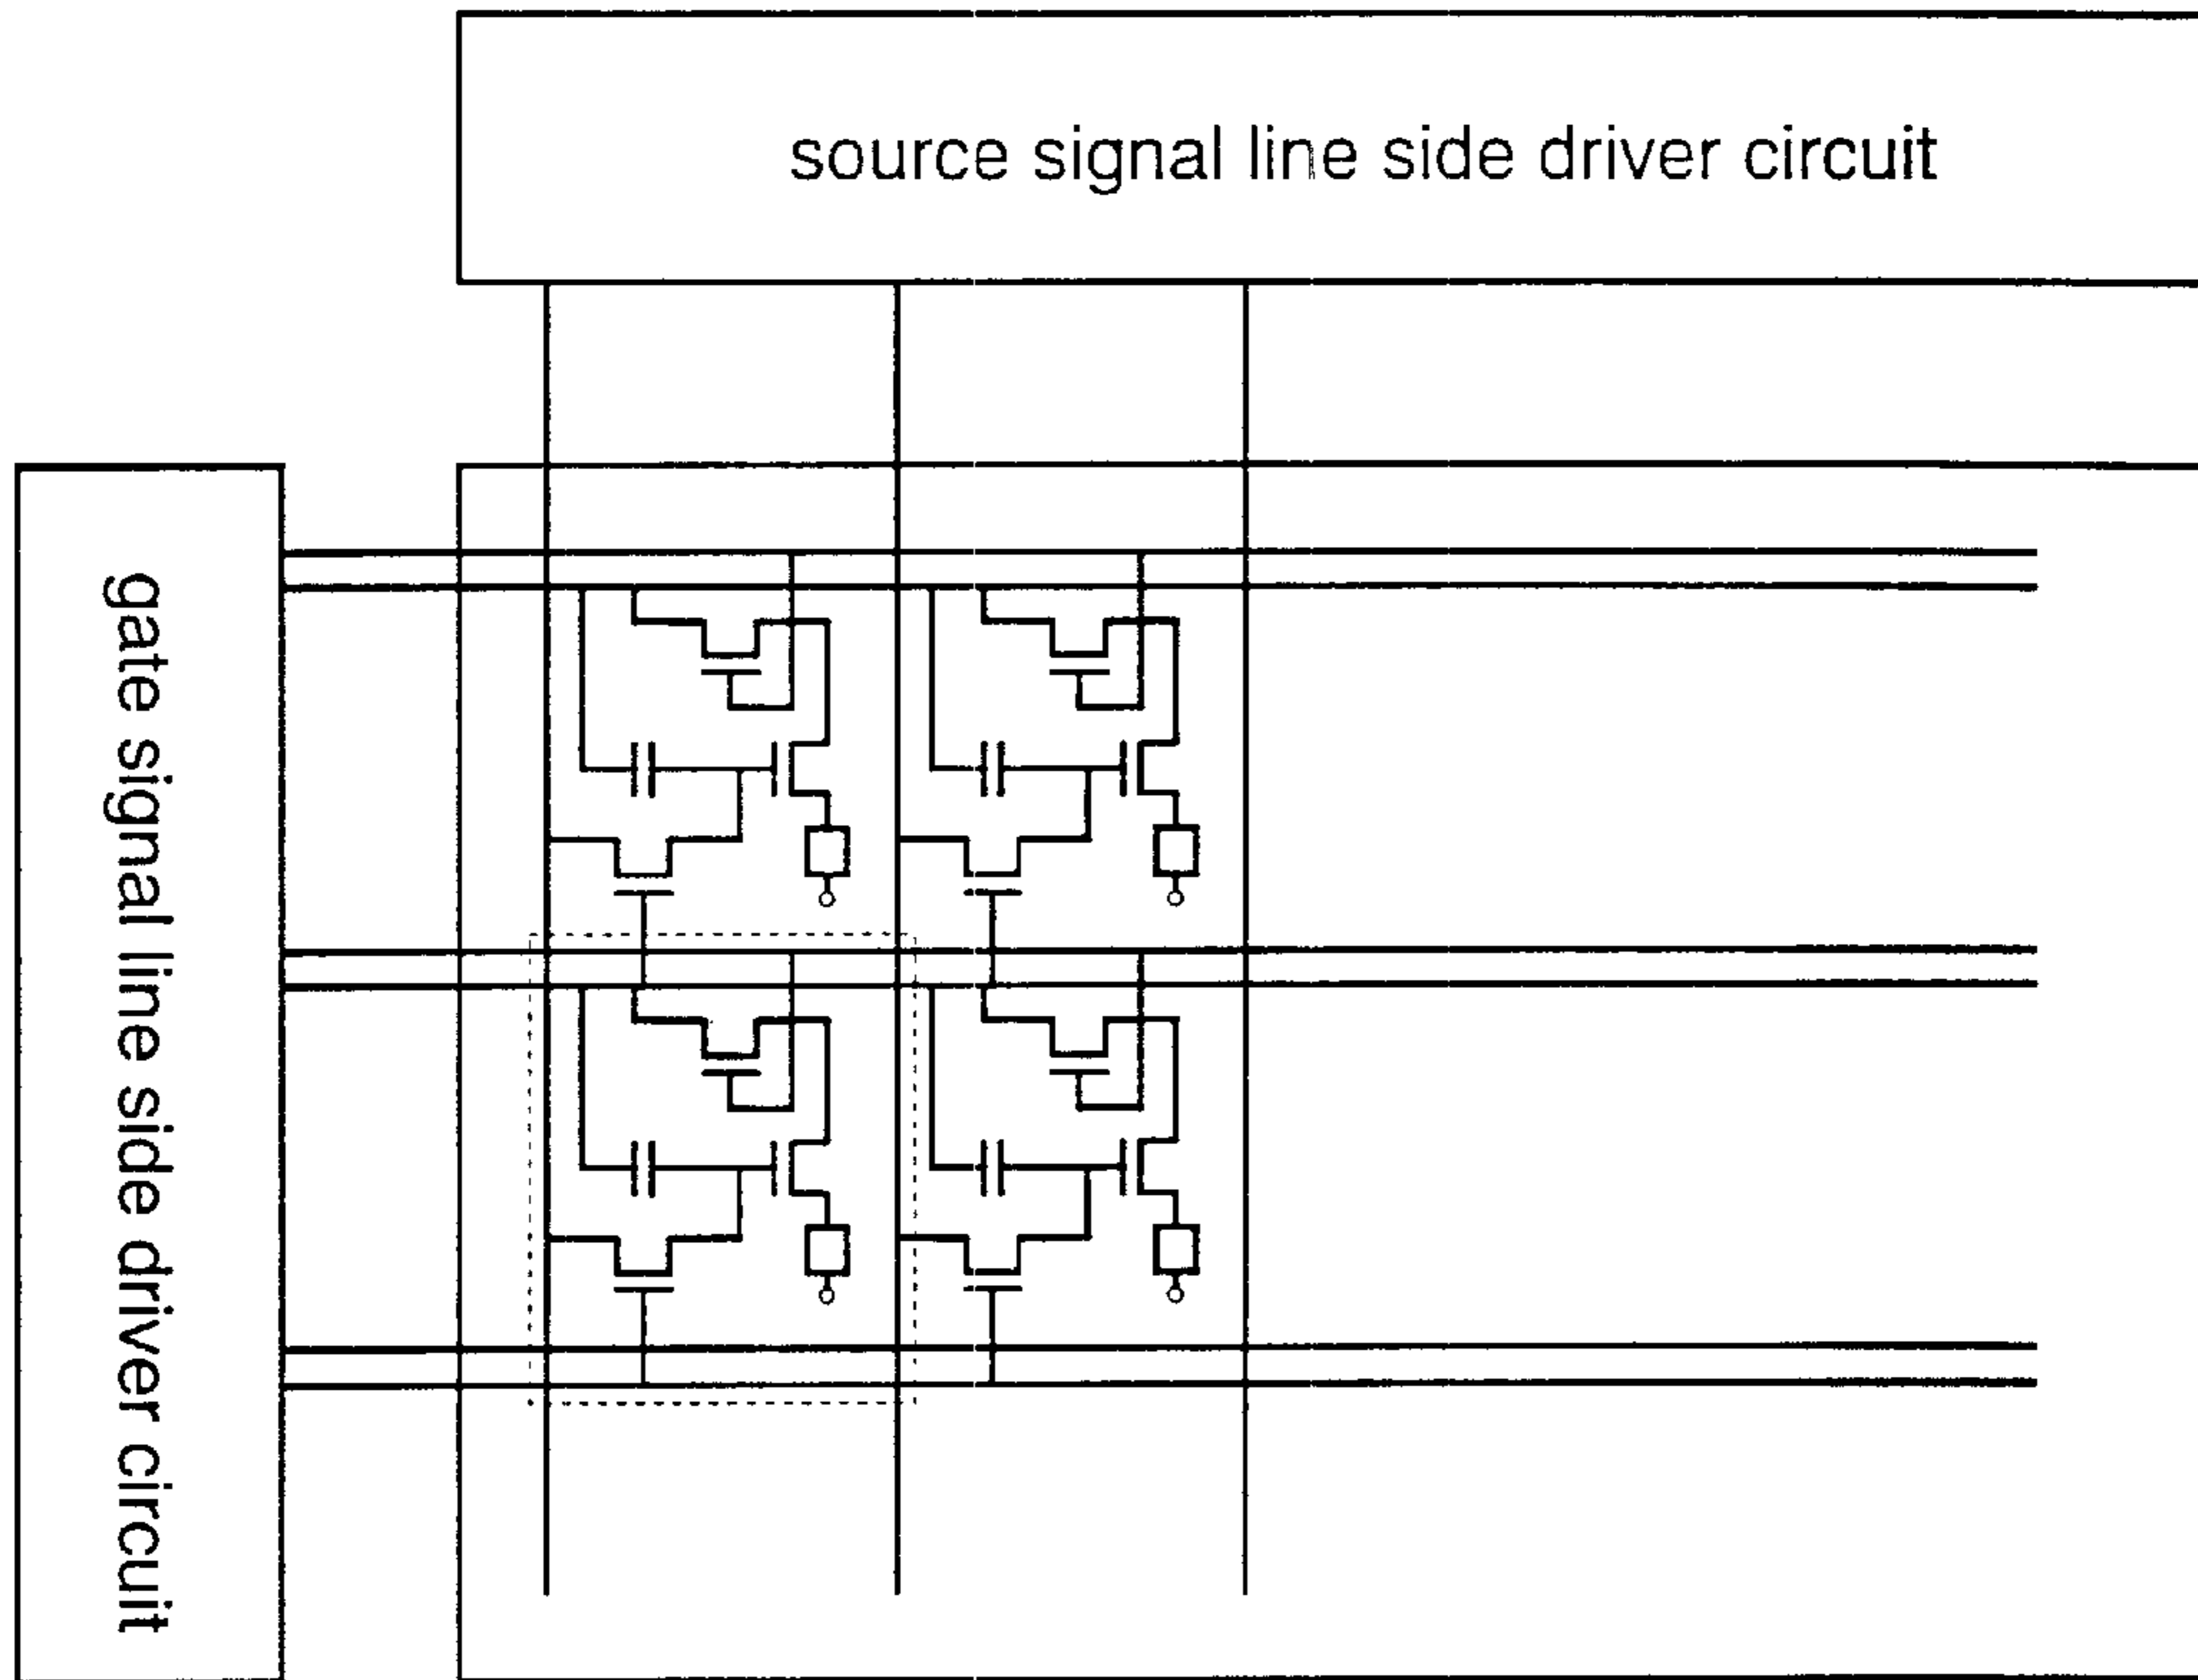 source signal line side driver circuit
gate signal line side driver circuit